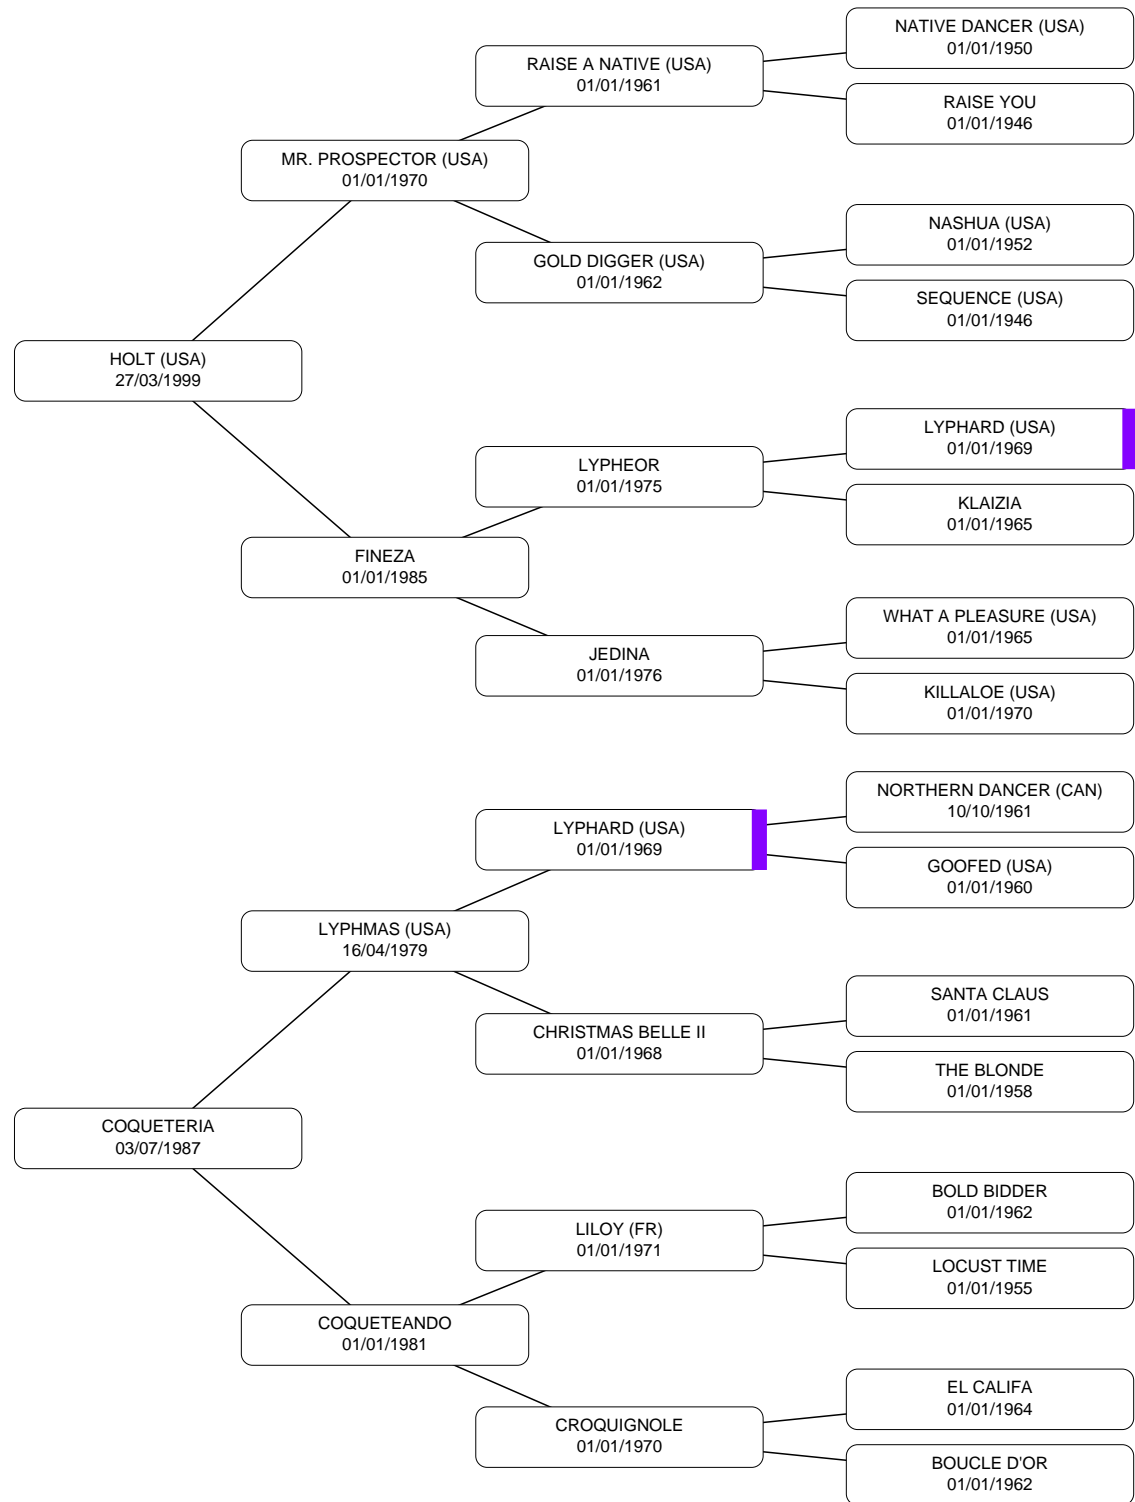 NATIVE DANCER (USA)
01/01/1950
RAISE A NATIVE (USA)
01/01/1961
RAISE YOU
01/01/1946
MR. PROSPECTOR (USA)
01/01/1970
NASHUA (USA)
01/01/1952
GOLD DIGGER (USA)
01/01/1962
SEQUENCE (USA)
01/01/1946
HOLT (USA)
27/03/1999
LYPHARD (USA)
01/01/1969
LYPHEOR
01/01/1975
KLAIZIA
01/01/1965
FINEZA
01/01/1985
WHAT A PLEASURE (USA)
01/01/1965
JEDINA
01/01/1976
KILLALOE (USA)
01/01/1970
NORTHERN DANCER (CAN)
10/10/1961
LYPHARD (USA)
01/01/1969
GOOFED (USA)
01/01/1960
LYPHMAS (USA)
16/04/1979
SANTA CLAUS
01/01/1961
CHRISTMAS BELLE II
01/01/1968
THE BLONDE
01/01/1958
COQUETERIA
03/07/1987
BOLD BIDDER
01/01/1962
LILOY (FR)
01/01/1971
LOCUST TIME
01/01/1955
COQUETEANDO
01/01/1981
EL CALIFA
01/01/1964
CROQUIGNOLE
01/01/1970
BOUCLE D'OR
01/01/1962